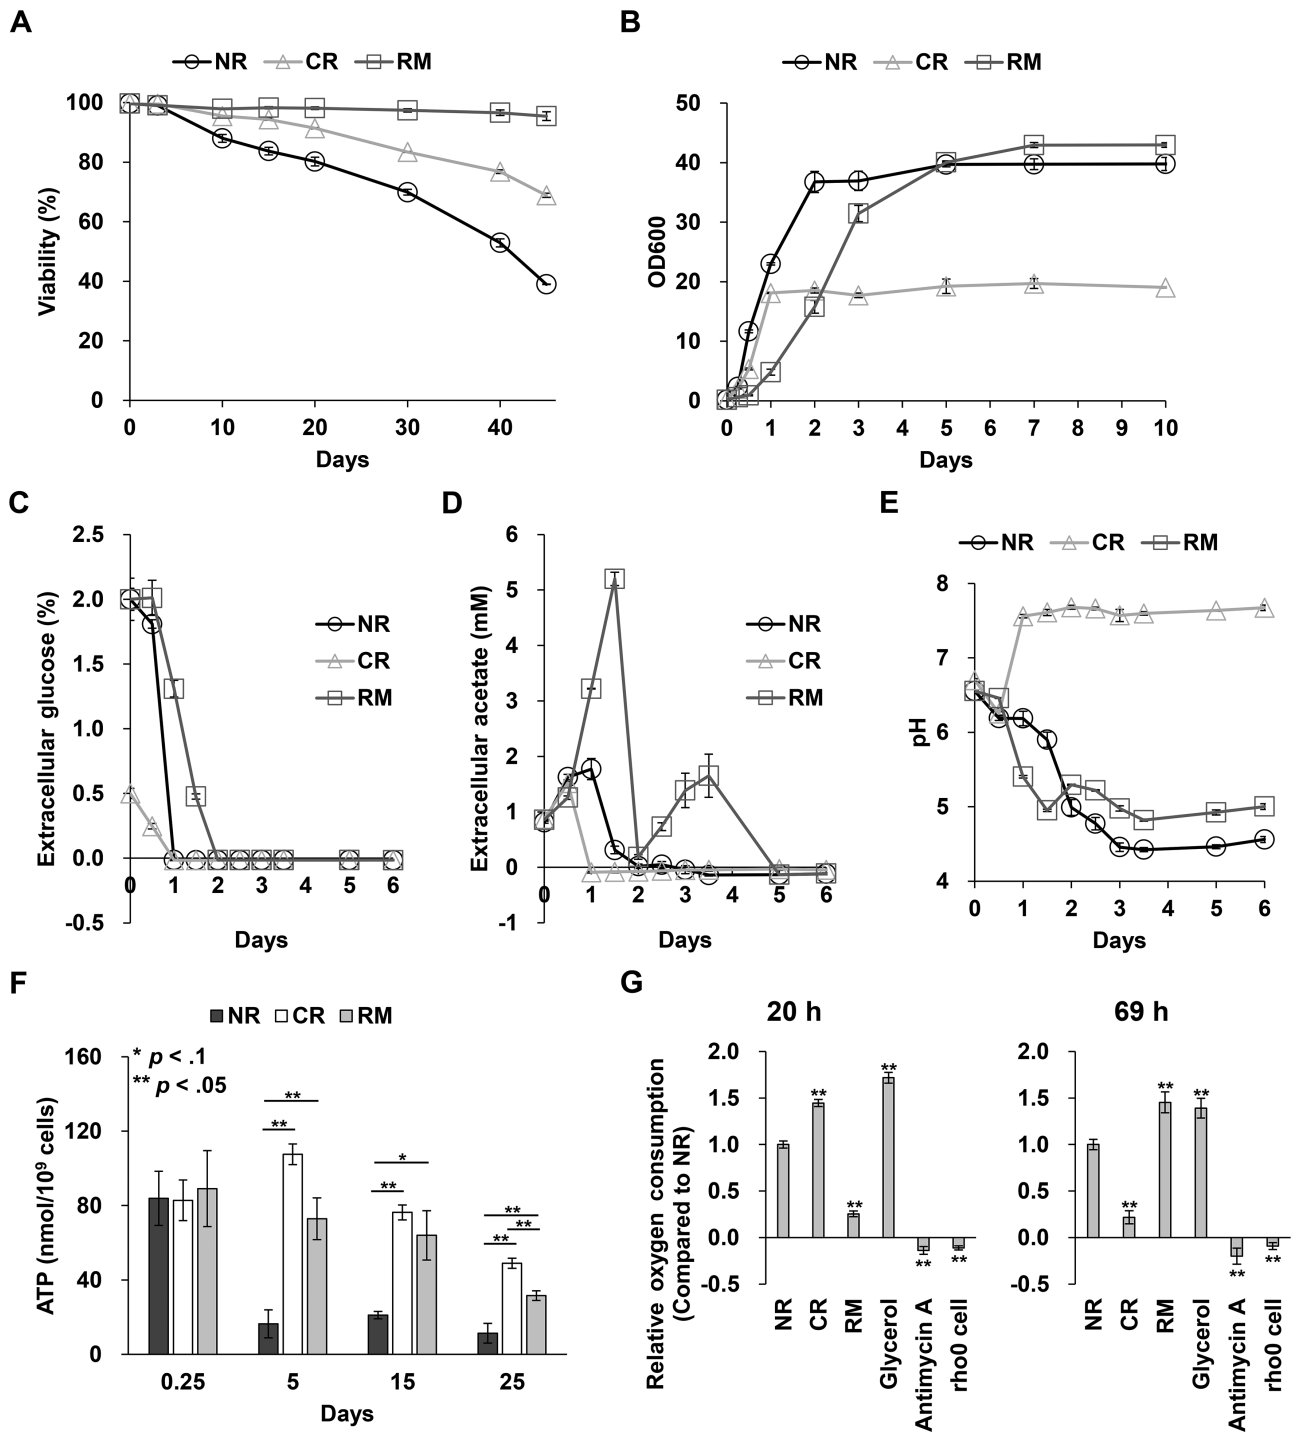 A
NR CR RM
100
80
60
40
20
0
Viability (%)
0 10 20 30 40
Days
B
NR CR RM
50
40
30
20
10
0
OD600
0 1 2 3 4 5 6 7 8 9 10
Days
C
2.5
2.0
1.5
1.0
0.5
0.0
-0.5
Extracellular glucose (%)
NR
CR
RM
0 1 2 3 4 5 6
Days
D
6
5
4
3
2
1
0
-1
Extracellular acetate (mM)
NR
CR
RM
0 1 2 3 4 5 6
Days
E
NR CR RM
8
7
6
5
4
pH
0 1 2 3 4 5 6
Days
F
NR CR RM
* p < .1
** p < .05
160
120
80
40
0
ATP (nmol/10⁹ cells)
** **
* **
** ** **
0.25 5 15 25
Days
G
20 h
2.0
1.5
1.0
0.5
0.0
-0.5
Relative oxygen consumption
(Compared to NR)
** ** ** ** **
NR CR RM Glycerol Antimycin A rho0 cell
69 h
2.0
1.5
1.0
0.5
0.0
-0.5
** ** ** ** **
NR CR RM Glycerol Antimycin A rho0 cell